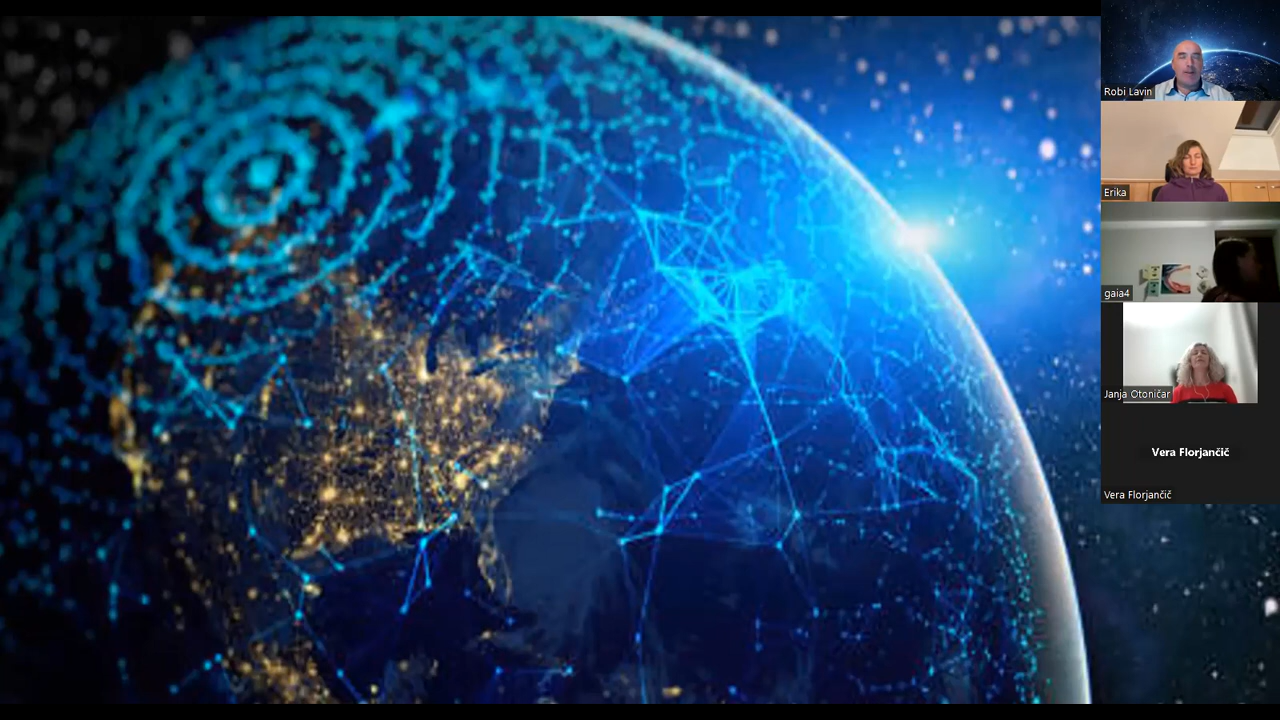 Robi Lavin
Erika
gaia4
Janja Otoničar
Vera Florjančič
Vera Florjančič